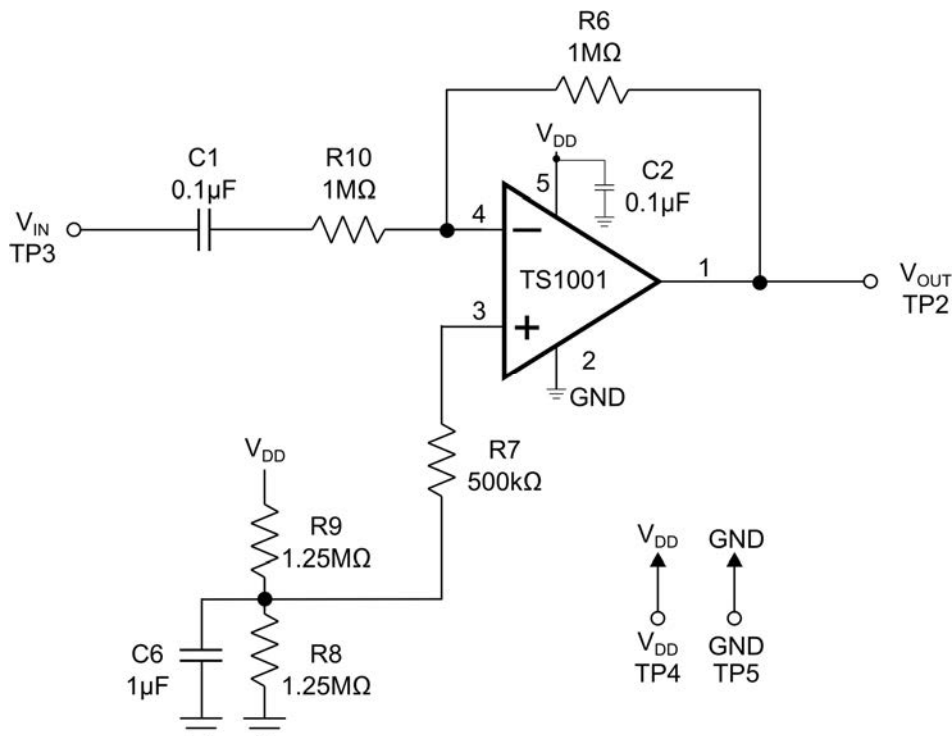 R6
1MΩ
VDD
C1
0.1µF
R10
1MΩ
5
C2
0.1µF
VIN
TP3
4
−
TS1001
1
VOUT
TP2
3
+
2
GND
R7
500kΩ
VDD
R9
1.25MΩ
VDD
GND
C6
1µF
R8
1.25MΩ
VDD
TP4
GND
TP5